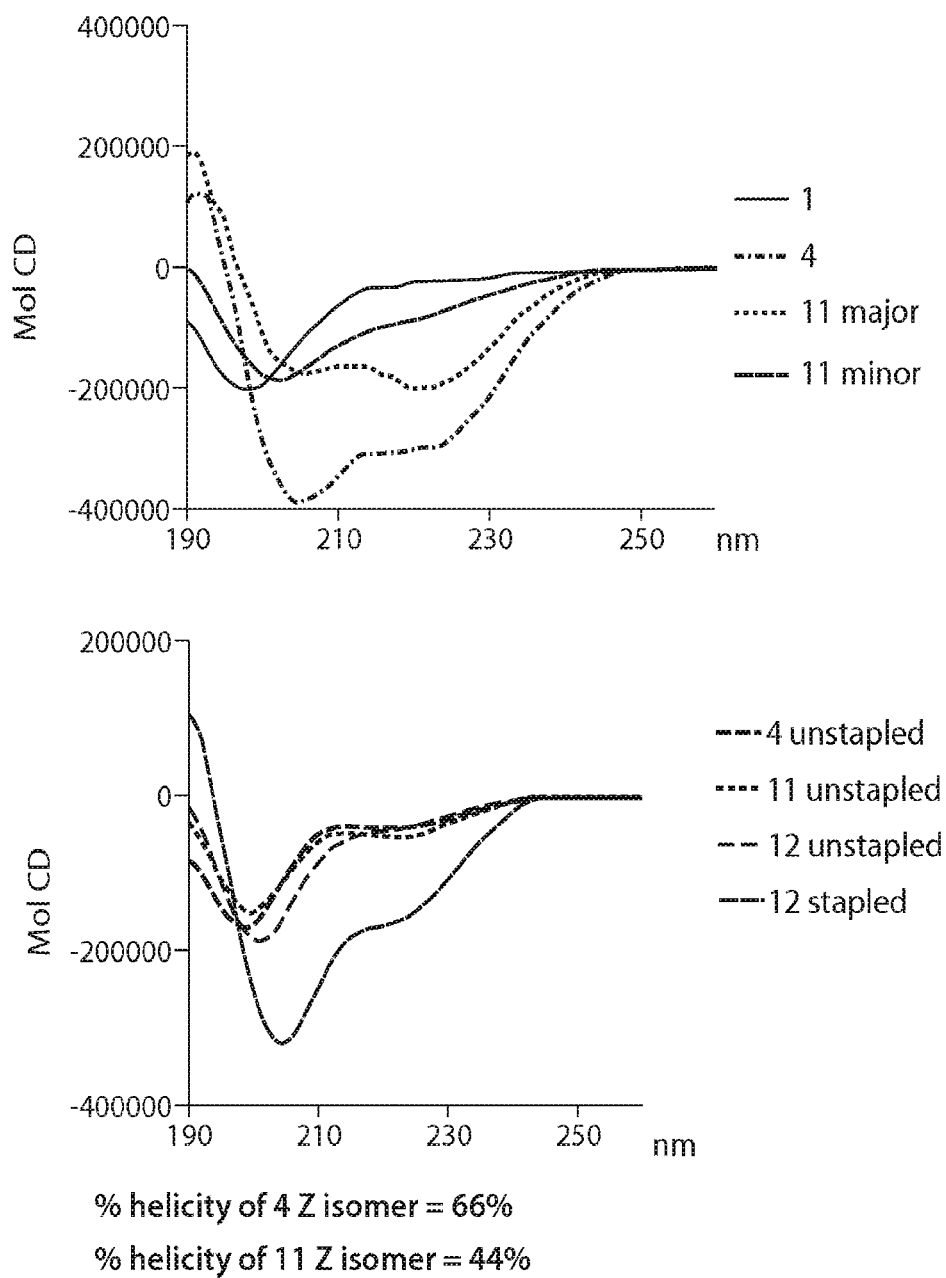 400000
200000
0
-200000
-400000
Mol CD
190
210
230
250
nm
1
4
11 major
11 minor
200000
0
-200000
-400000
Mol CD
190
210
230
250
nm
4 unstapled
11 unstapled
12 unstapled
12 stapled
% helicity of 4 Z isomer = 66%
% helicity of 11 Z isomer = 44%